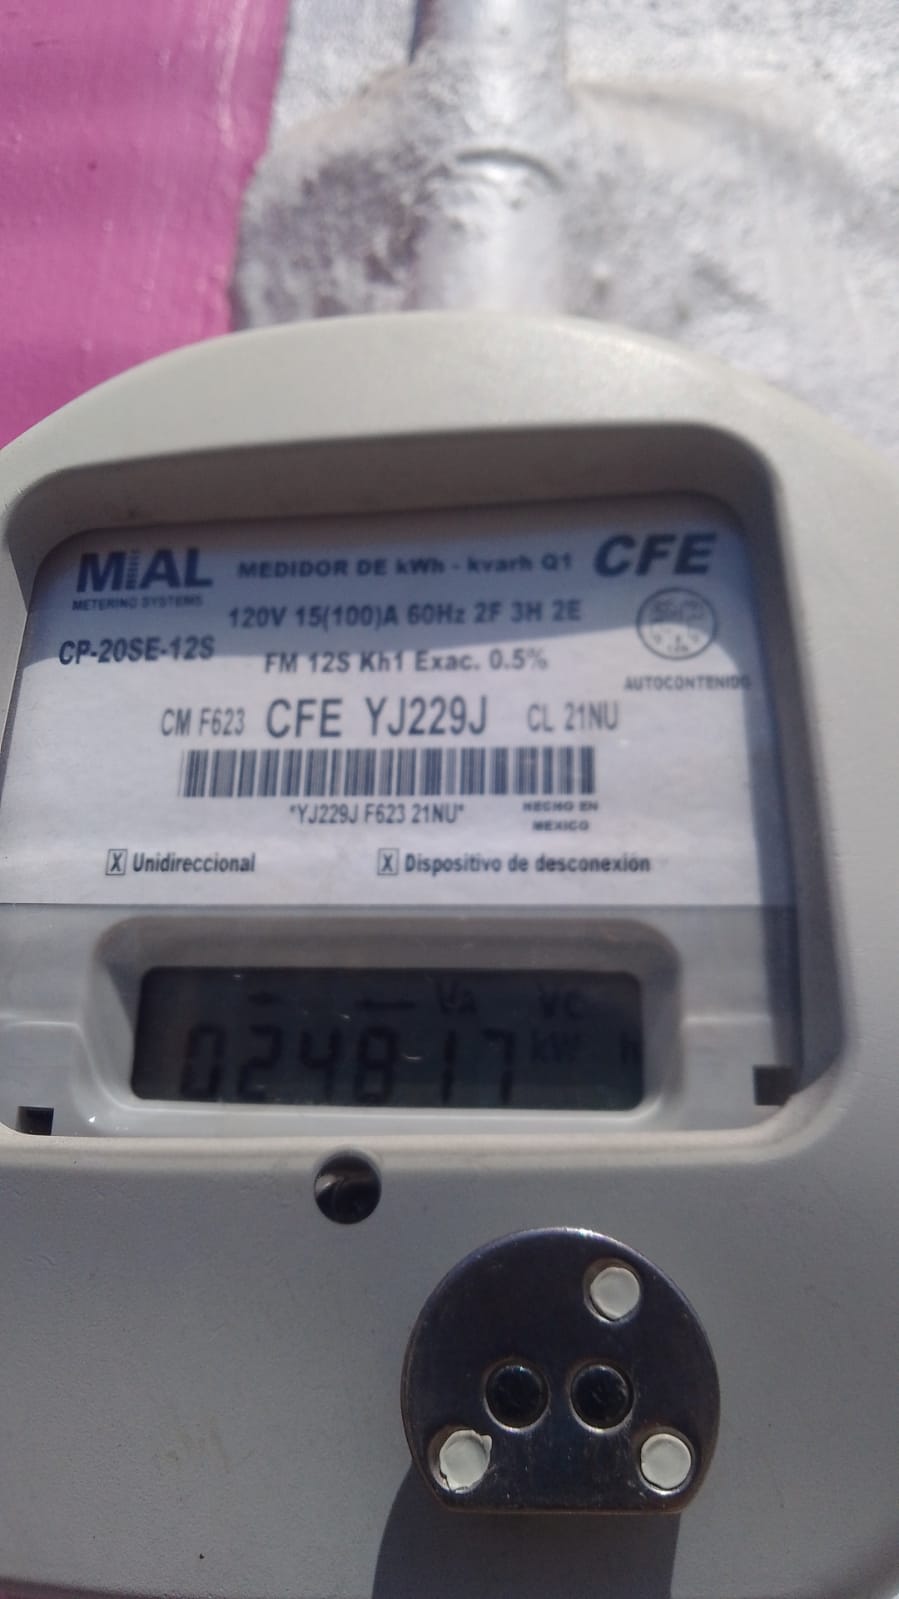 MiAL MEDIDOR DE kWh - kvarh Q1 CFE
METERING SYSTEMS
120V 15(100)A 60Hz 2F 3H 2E
CP-20SE-12S
FM 12S Kh1 Exac. 0.5%
AUTOCONTENIDO
CM F623 CFE YJ229J CL 21NU
*YJ229J F623 21NU*
HECHO EN
MEXICO
X Unidireccional X Dispositivo de desconexión
Va Vc
024817 kW h